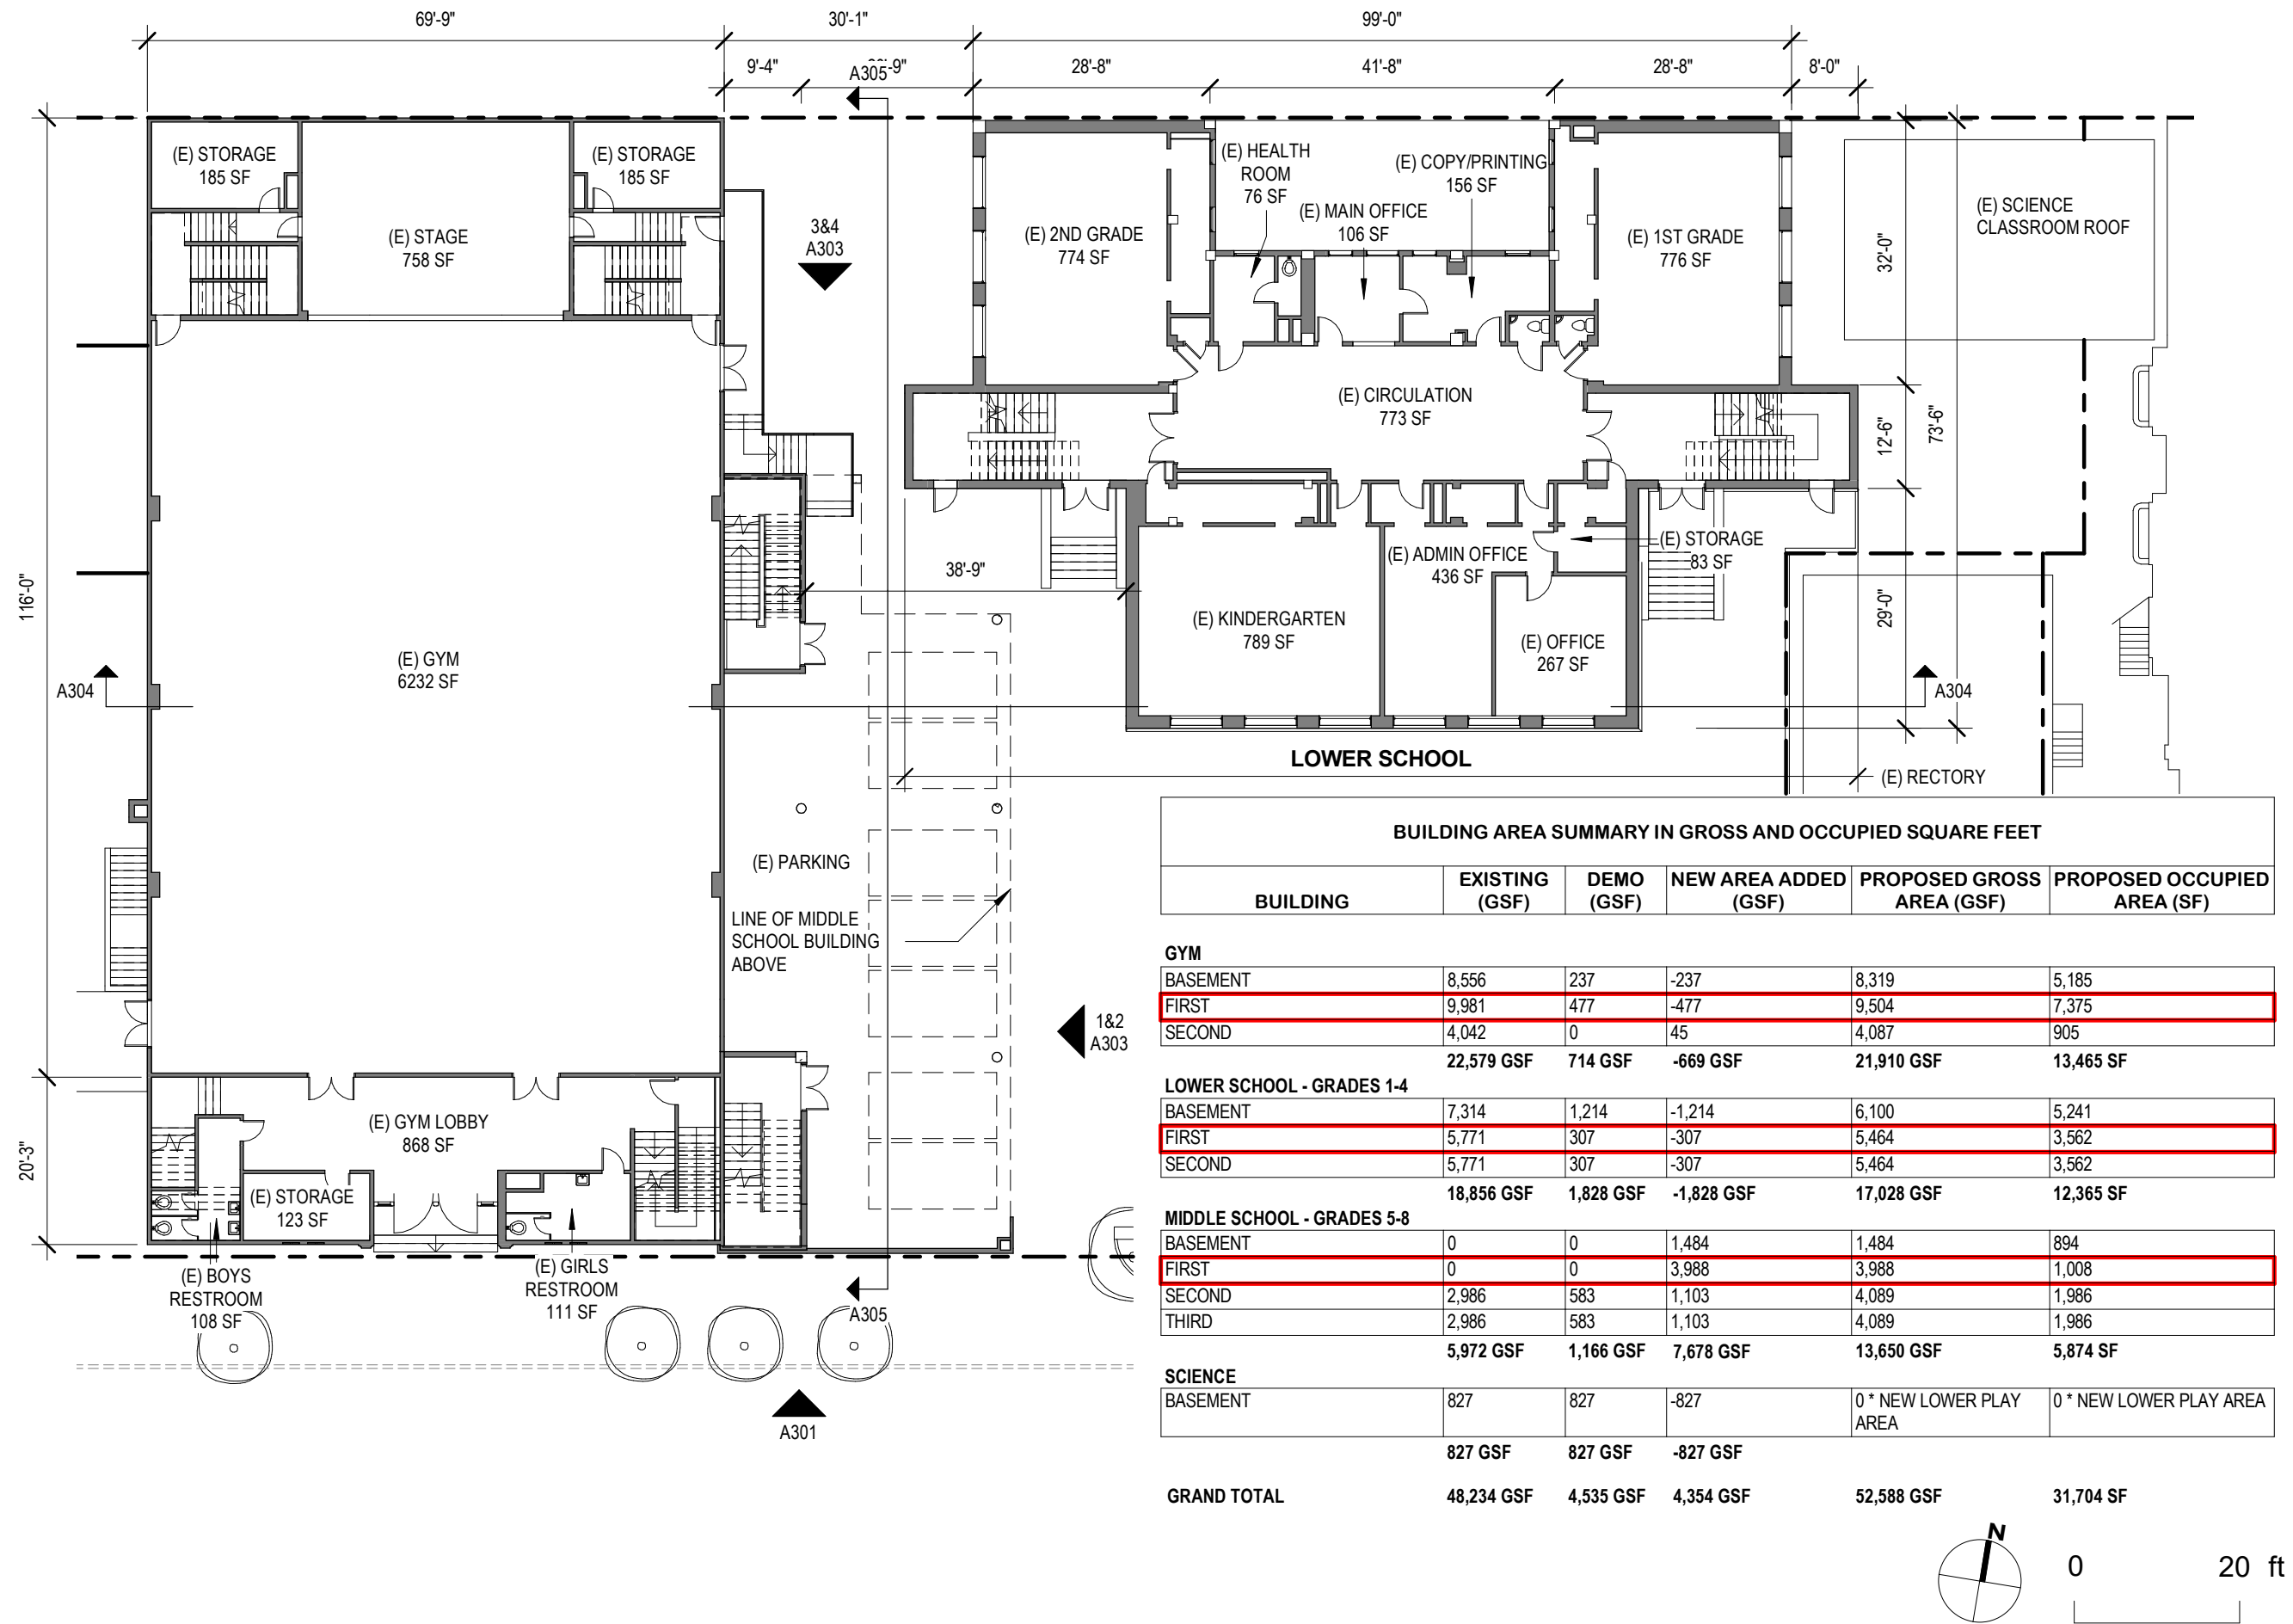 69'-9"
30'-1"
99'-0"
9'-4"
A305
-9"
28'-8"
41'-8"
28'-8"
8'-0"
(E) STORAGE
185 SF
(E) STAGE
758 SF
(E) STORAGE
185 SF
3&4
A303
(E) 2ND GRADE
774 SF
(E) HEALTH
ROOM
76 SF
(E) MAIN OFFICE
106 SF
(E) COPY/PRINTING
156 SF
(E) 1ST GRADE
776 SF
(E) SCIENCE
CLASSROOM ROOF
32'-0"
12'-6"
73'-6"
29'-0"
(E) CIRCULATION
773 SF
116'-0"
38'-9"
(E) ADMIN OFFICE
436 SF
(E) STORAGE
83 SF
(E) KINDERGARTEN
789 SF
(E) OFFICE
267 SF
(E) GYM
6232 SF
A304
A304
LOWER SCHOOL
(E) RECTORY
(E) PARKING
LINE OF MIDDLE
SCHOOL BUILDING
ABOVE
1&2
A303
20'-3"
(E) GYM LOBBY
868 SF
(E) STORAGE
123 SF
(E) BOYS
RESTROOM
108 SF
(E) GIRLS
RESTROOM
111 SF
A305
A301
BUILDING AREA SUMMARY IN GROSS AND OCCUPIED SQUARE FEET
BUILDING EXISTING (GSF) DEMO (GSF) NEW AREA ADDED (GSF) PROPOSED GROSS AREA (GSF) PROPOSED OCCUPIED AREA (SF)
GYM
BASEMENT 8,556 237 -237 8,319 5,185
FIRST 9,981 477 -477 9,504 7,375
SECOND 4,042 0 45 4,087 905
22,579 GSF 714 GSF -669 GSF 21,910 GSF 13,465 SF
LOWER SCHOOL - GRADES 1-4
BASEMENT 7,314 1,214 -1,214 6,100 5,241
FIRST 5,771 307 -307 5,464 3,562
SECOND 5,771 307 -307 5,464 3,562
18,856 GSF 1,828 GSF -1,828 GSF 17,028 GSF 12,365 SF
MIDDLE SCHOOL - GRADES 5-8
BASEMENT 0 0 1,484 1,484 894
FIRST 0 0 3,988 3,988 1,008
SECOND 2,986 583 1,103 4,089 1,986
THIRD 2,986 583 1,103 4,089 1,986
5,972 GSF 1,166 GSF 7,678 GSF 13,650 GSF 5,874 SF
SCIENCE
BASEMENT 827 827 -827 0 * NEW LOWER PLAY AREA 0 * NEW LOWER PLAY AREA
827 GSF 827 GSF -827 GSF
GRAND TOTAL 48,234 GSF 4,535 GSF 4,354 GSF 52,588 GSF 31,704 SF
N
0 20 ft